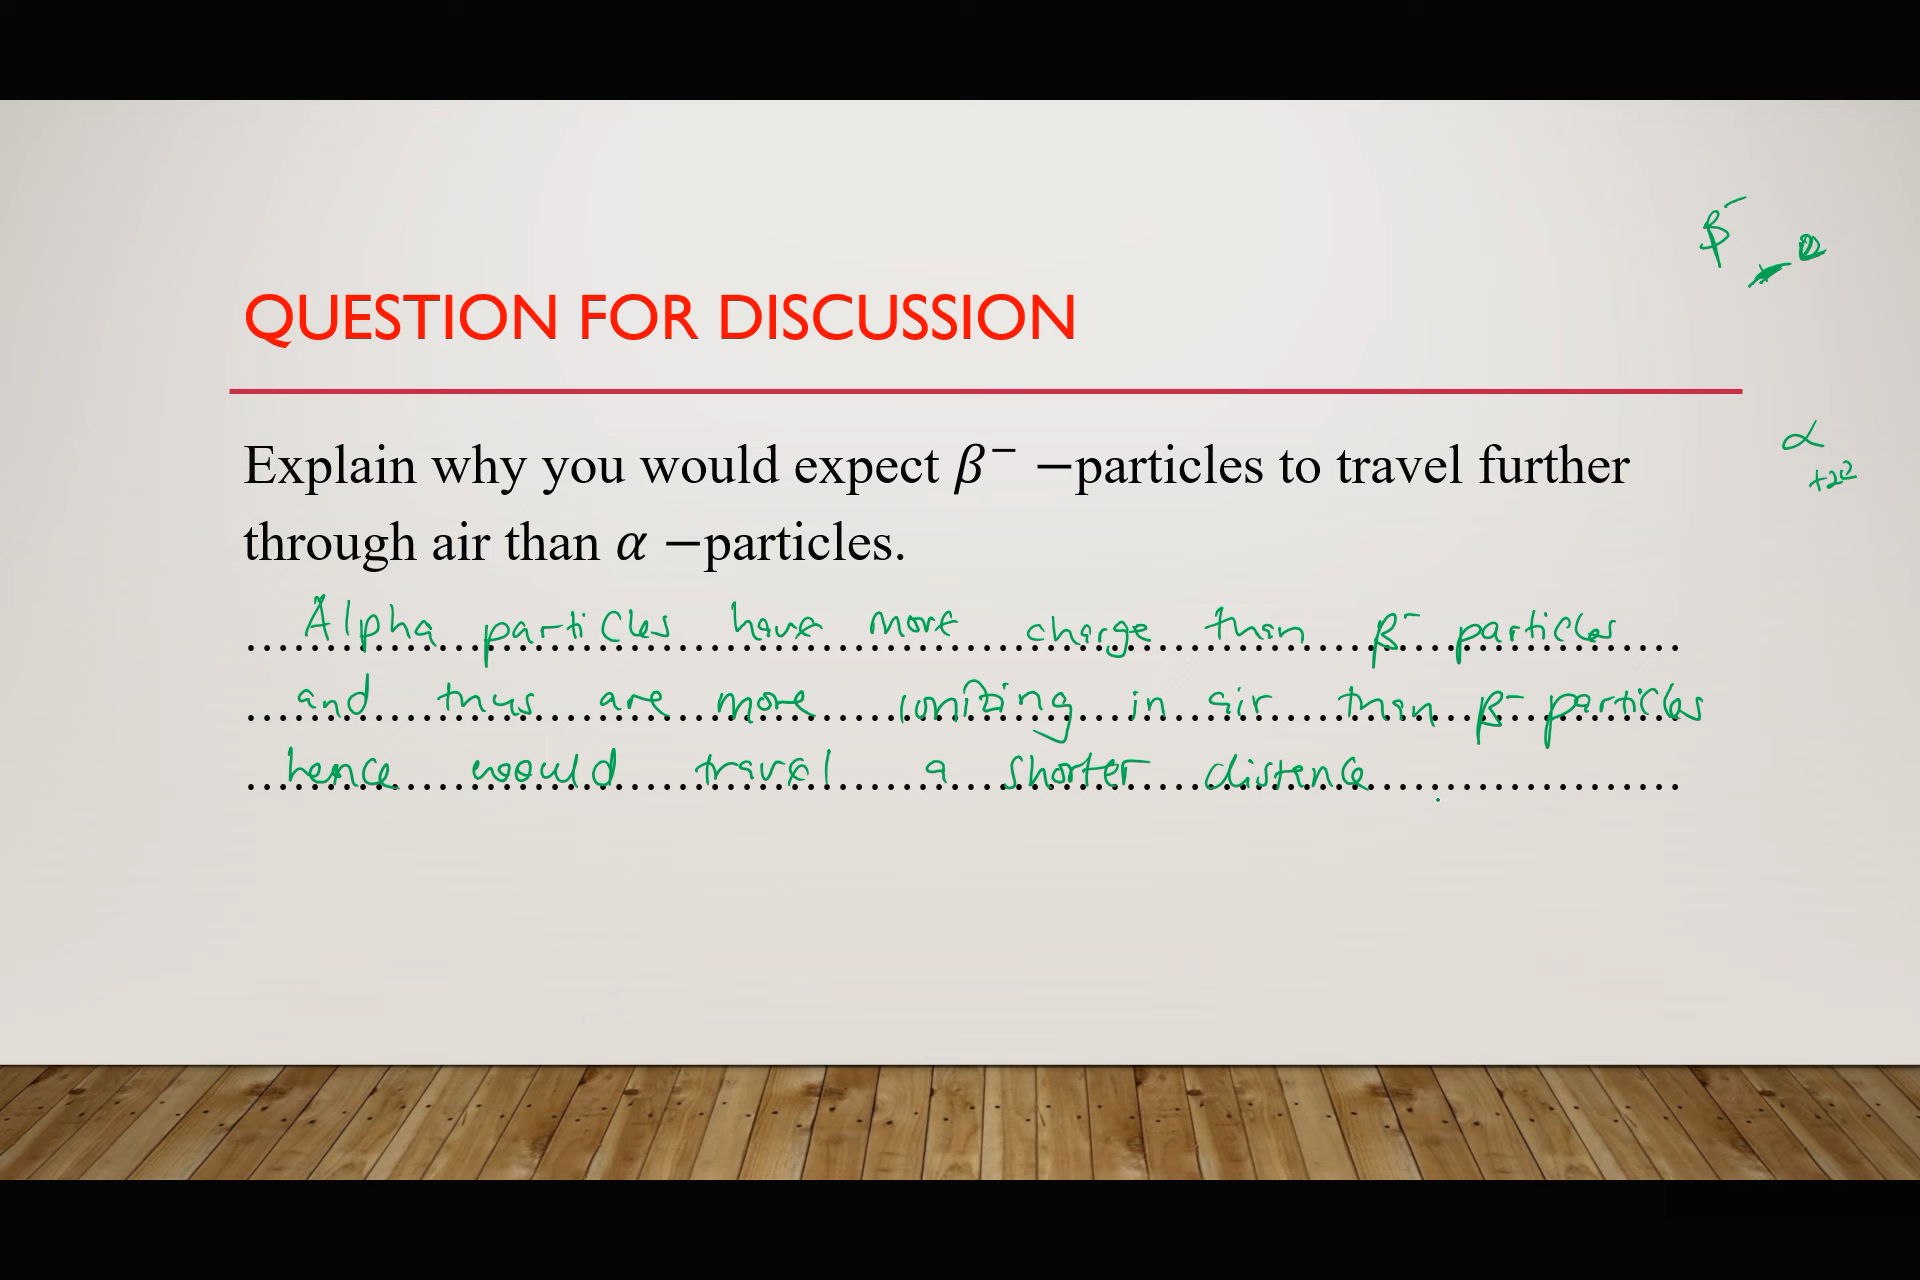 β⁻
-e
QUESTION FOR DISCUSSION
α
+2e
Explain why you would expect β⁻ −particles to travel further
through air than α −particles.
Alpha particles have more charge than β⁻ particles
and thus are more ionizing in air than β⁻ particles
hence would travel a shorter distance